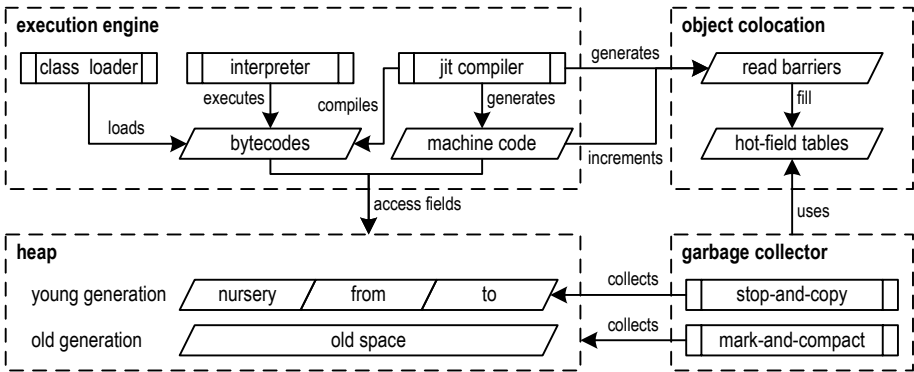 execution engine
object colocation
class loader
interpreter
jit compiler
generates
read barriers
executes
compiles
generates
fill
loads
bytecodes
machine code
increments
hot-field tables
access fields
uses
heap
garbage collector
young generation
nursery
from
to
collects
stop-and-copy
old generation
old space
collects
mark-and-compact